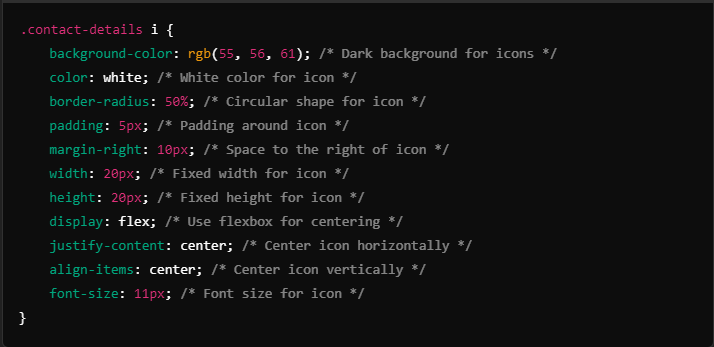 .contact-details i {
    background-color: rgb(55, 56, 61); /* Dark background for icons */
    color: white; /* White color for icon */
    border-radius: 50%; /* Circular shape for icon */
    padding: 5px; /* Padding around icon */
    margin-right: 10px; /* Space to the right of icon */
    width: 20px; /* Fixed width for icon */
    height: 20px; /* Fixed height for icon */
    display: flex; /* Use flexbox for centering */
    justify-content: center; /* Center icon horizontally */
    align-items: center; /* Center icon vertically */
    font-size: 11px; /* Font size for icon */
}